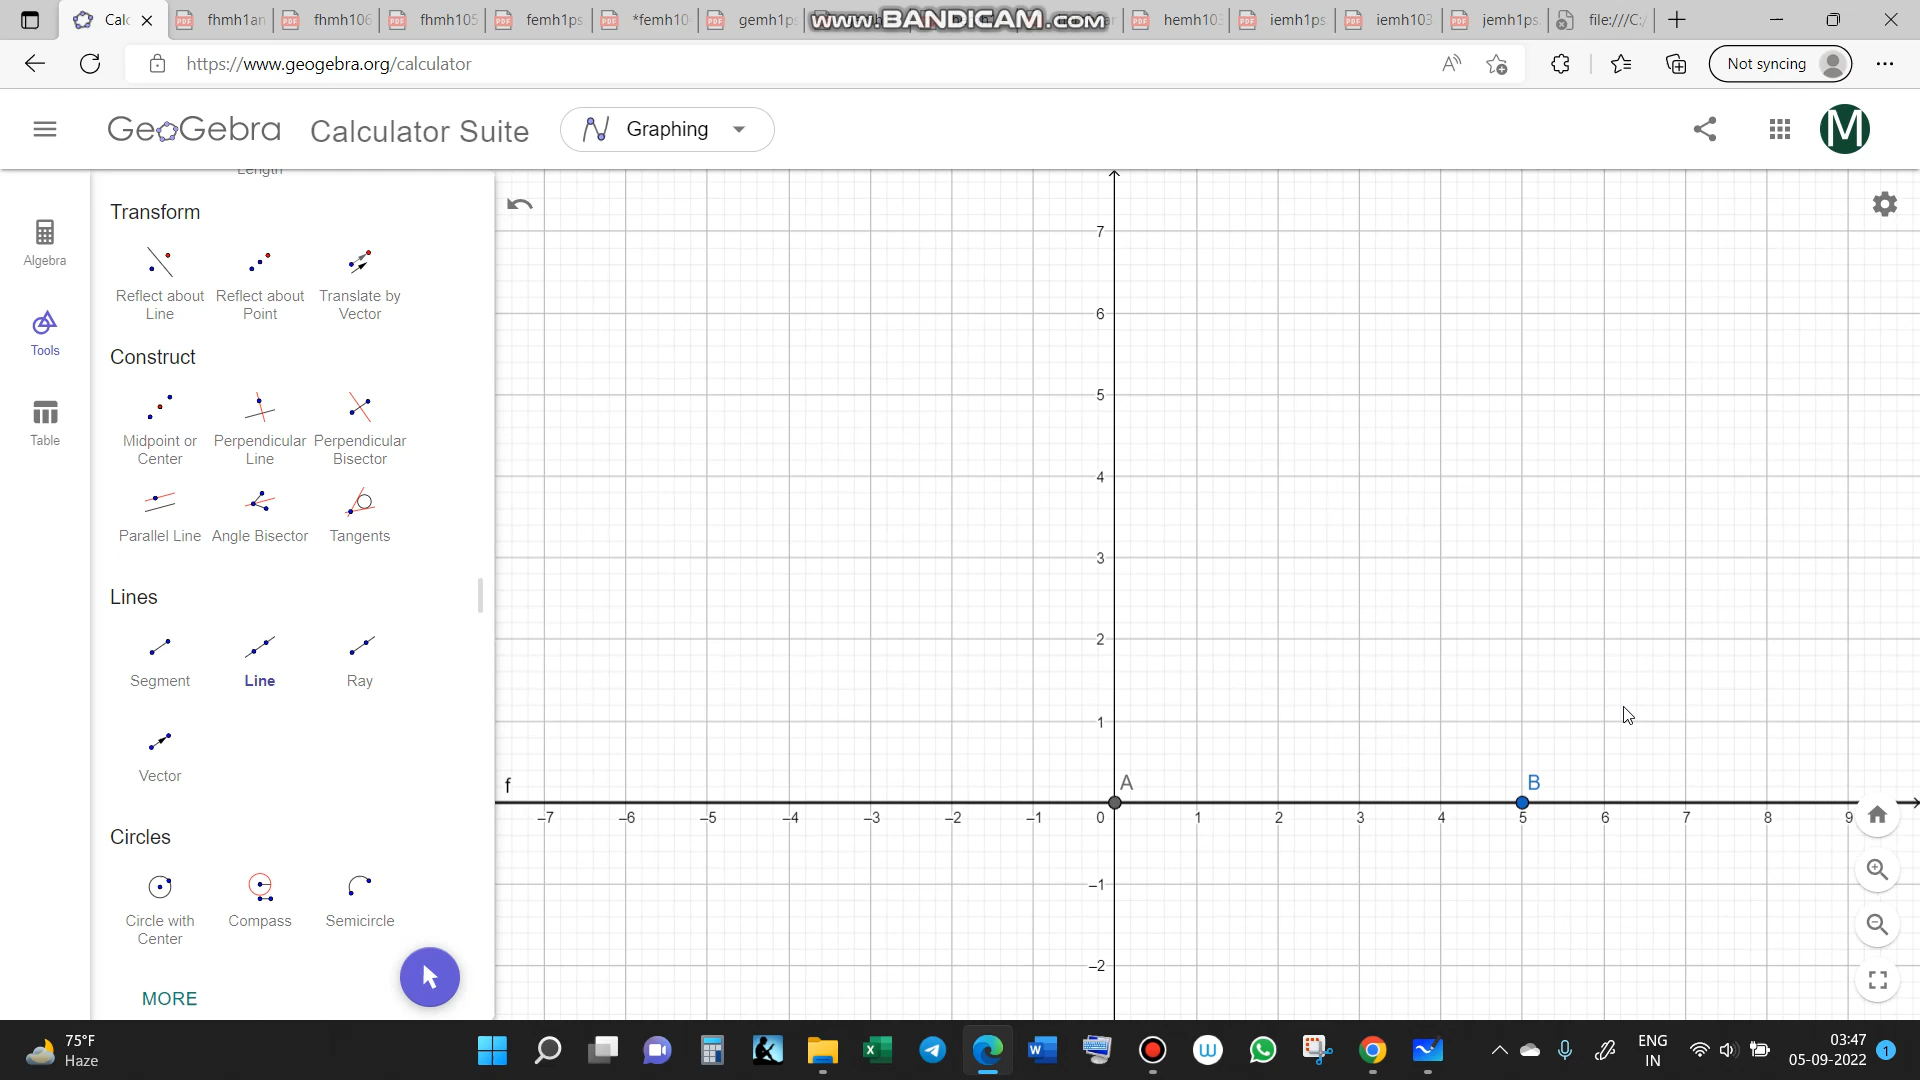 Calc
fhmh1an
fhmh106
fhmh105
femh1ps
*femh10
gemh1ps
www.BANDICAM.com
hemh103
iemh1ps
iemh103
jemh1ps
file:///C:/
https://www.geogebra.org/calculator
Not syncing
GeoGebra
Calculator Suite
Graphing
M
Length
Transform
Reflect about Line
Reflect about Point
Translate by Vector
Construct
Midpoint or Center
Perpendicular Line
Perpendicular Bisector
Parallel Line
Angle Bisector
Tangents
Lines
Segment
Line
Ray
Vector
Circles
Circle with Center
Compass
Semicircle
MORE
Algebra
Tools
Table
7
6
5
4
3
2
1
f
A
B
-7 -6 -5 -4 -3 -2 -1 0 1 2 3 4 5 6 7 8 9
-1
-2
75°F
Haze
ENG
IN
03:47
05-09-2022
1